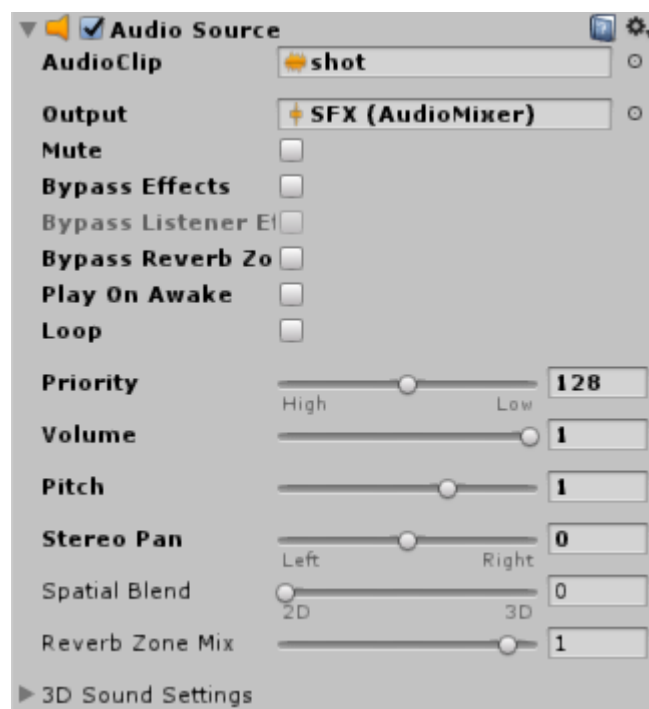 Audio Source
AudioClip shot
Output SFX (AudioMixer)
Mute
Bypass Effects
Bypass Listener Ef
Bypass Reverb Zo
Play On Awake
Loop
Priority 128
High Low
Volume 1
Pitch 1
Stereo Pan 0
Left Right
Spatial Blend 0
2D 3D
Reverb Zone Mix 1
3D Sound Settings